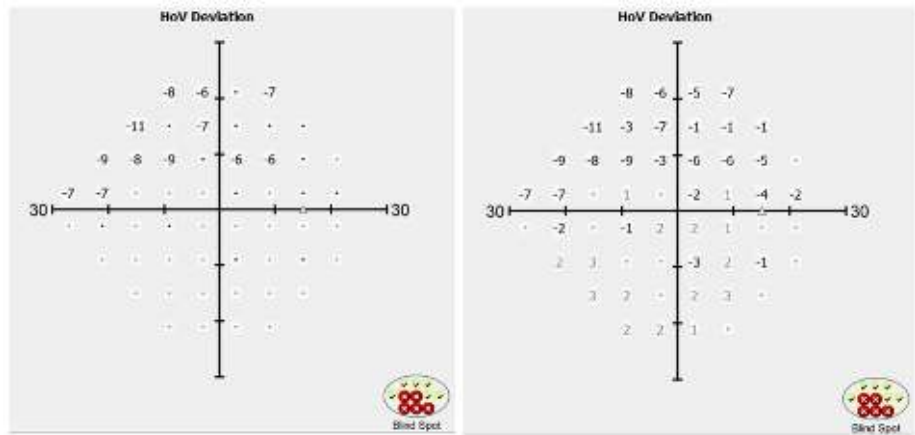 HoV Deviation
-8 -6 · -7
-11 · -7 · · ·
-9 -8 -9 · -6 -6 · ·
-7 -7 · · · · · · ·
30 30
· · · · · · · · ·
· · · · · · · ·
· · · · · ·
· · · ·
Blind Spot
HoV Deviation
-8 -6 -5 -7
-11 -3 -7 -1 -1 -1
-9 -8 -9 -3 -6 -6 -5 ·
-7 -7 · 1 · -2 1 -4 -2
30 30
· -2 · -1 2 2 1 · ·
2 3 · · -3 2 -1 ·
3 2 · 2 3 ·
2 2 1 ·
Blind Spot